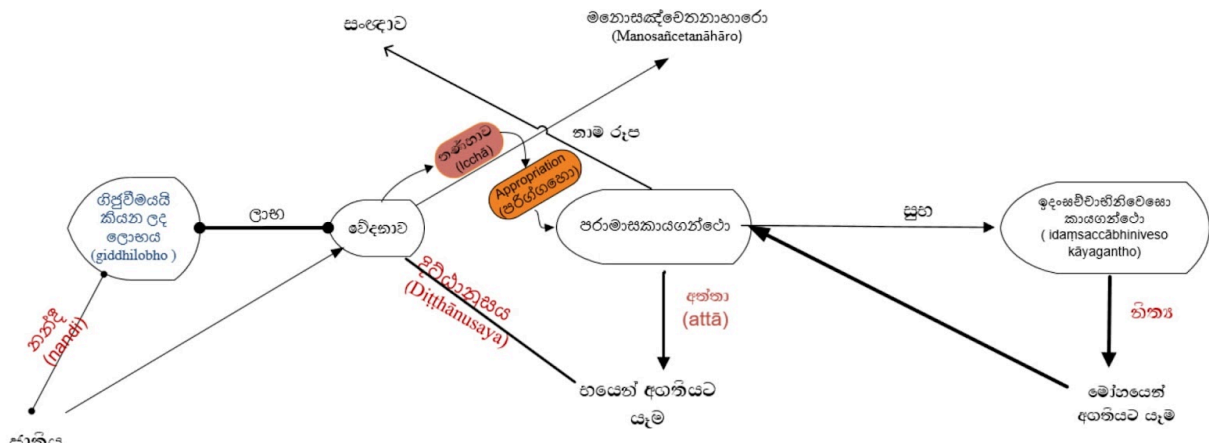 සංඥාව
මනොසඤ්චෙතනාහාරො
(Manosañcetanāhāro)
තණ්හාව
(Icchā)
නාම රූප
Appropriation
(පරිග්ගහො)
ගිජුවීමයයි
කියන ලද
ලොභය
(giddhilobho )
ලාභ
වේදනාව
පරාමාසකායගන්ථො
සුභ
ඉදංසච්චාභිනිවෙසො
කායගන්ථො
( idaṃsaccābhiniveso
kāyagantho)
නන්දි
(nandi)
දිට්ඨානුසය
(Diṭṭhānusaya)
අත්තා
(attā)
නිත්‍ය
භයෙන් අගතියට
යෑම
මෝහයෙන්
අගතියට යෑම
ජාතිය